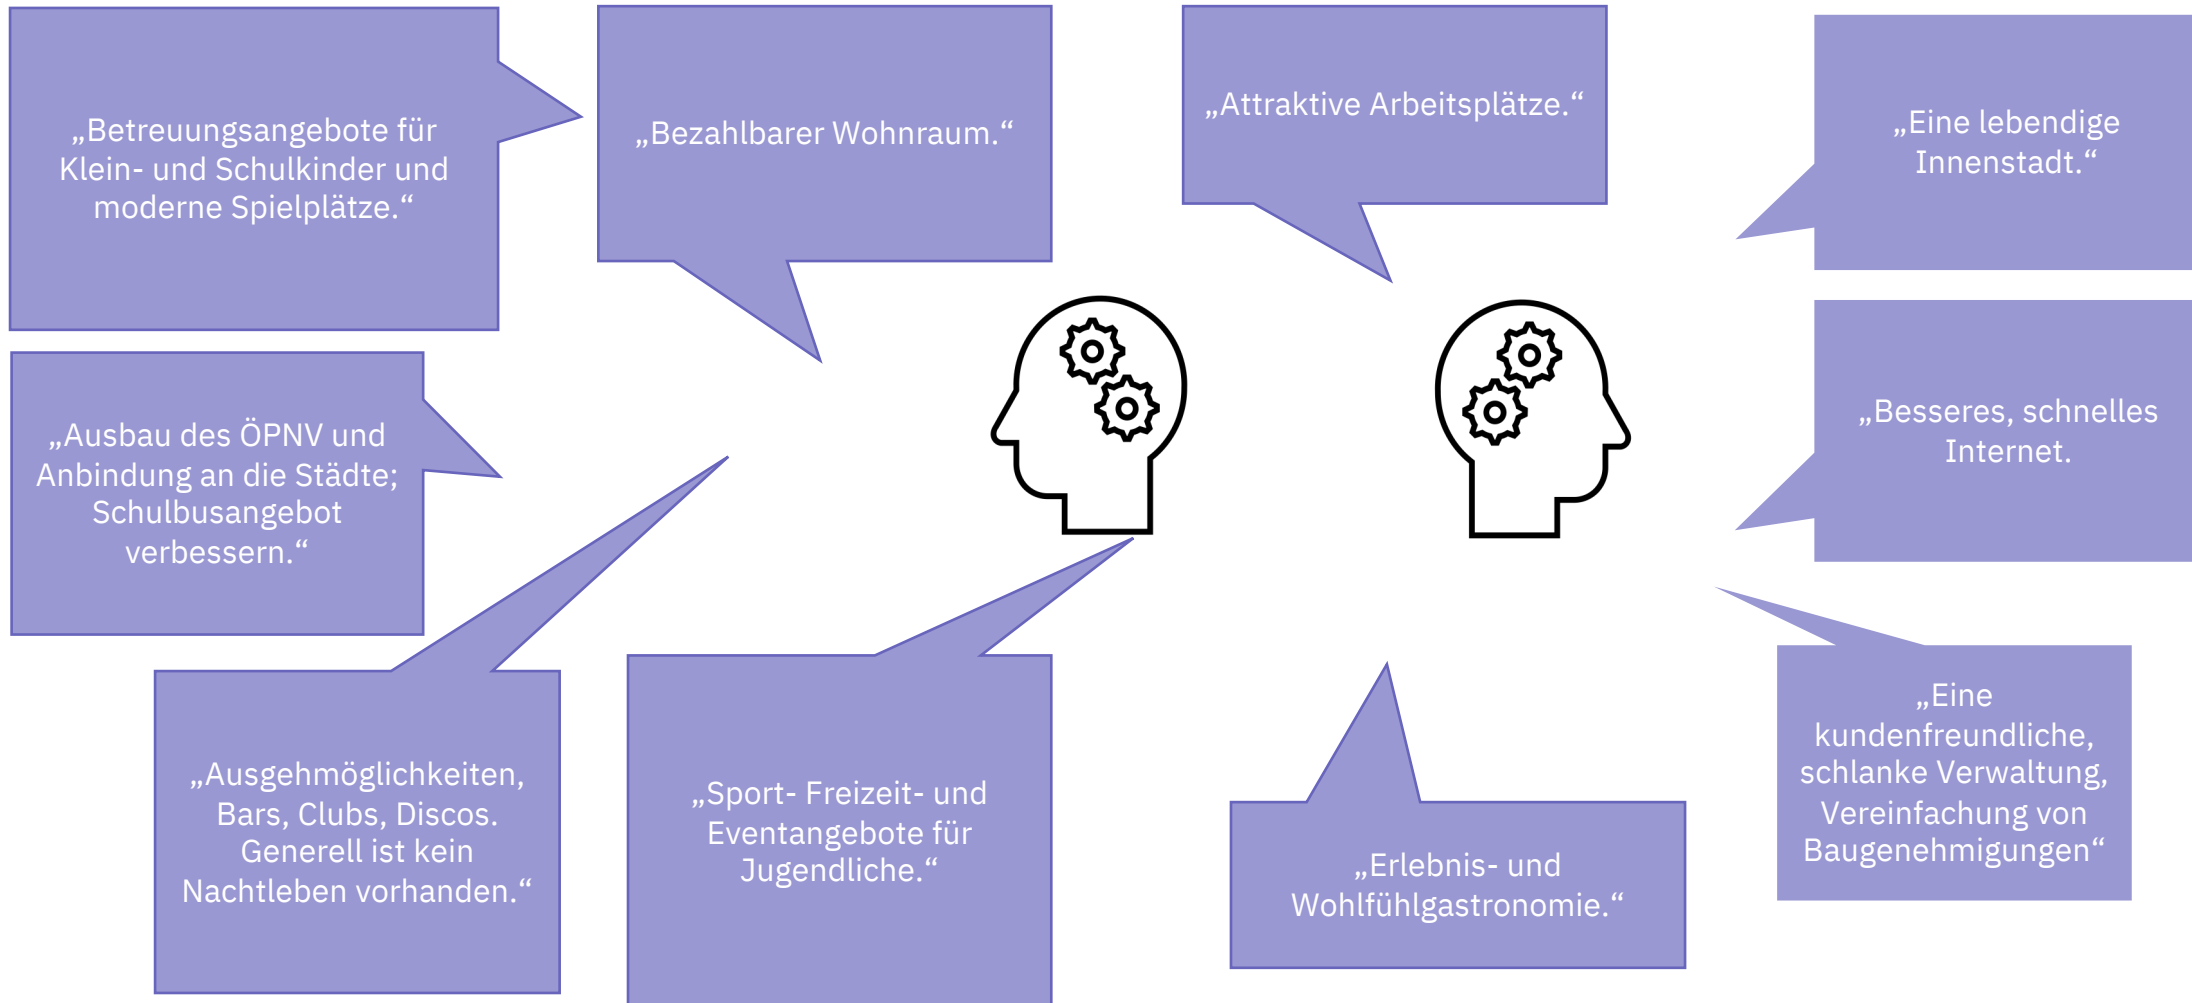 „Betreuungsangebote für
Klein- und Schulkinder und
moderne Spielplätze.“
„Bezahlbarer Wohnraum.“
„Attraktive Arbeitsplätze.“
„Eine lebendige
Innenstadt.“
„Ausbau des ÖPNV und
Anbindung an die Städte;
Schulbusangebot
verbessern.“
„Besseres, schnelles
Internet.
„Ausgehmöglichkeiten,
Bars, Clubs, Discos.
Generell ist kein
Nachtleben vorhanden.“
„Sport- Freizeit- und
Eventangebote für
Jugendliche.“
„Erlebnis- und
Wohlfühlgastronomie.“
„Eine
kundenfreundliche,
schlanke Verwaltung,
Vereinfachung von
Baugenehmigungen“